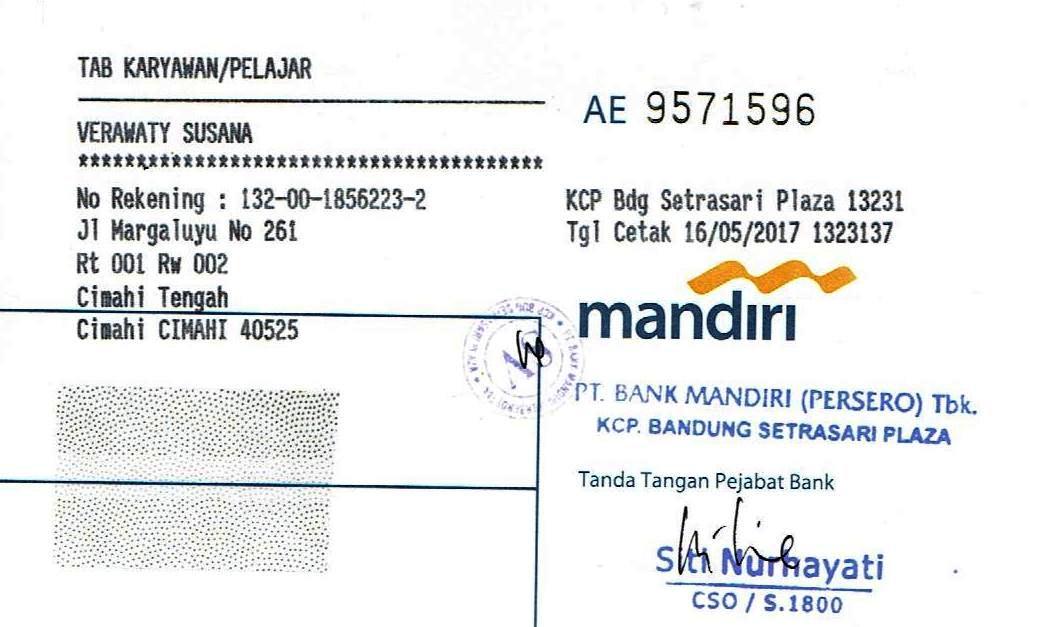 TAB KARYAWAN/PELAJAR
AE 9571596
VERAWATY SUSANA
****************************************
No Rekening : 132-00-1856223-2
Jl Margaluyu No 261
Rt 001 Rw 002
Cimahi Tengah
Cimahi CIMAHI 40525
KCP Bdg Setrasari Plaza 13231
Tgl Cetak 16/05/2017 1323137
mandiri
PT. BANK MANDIRI (PERSERO) Tbk.
KCP. BANDUNG SETRASARI PLAZA
Tanda Tangan Pejabat Bank
Siti Nurhayati
CSO / S.1800